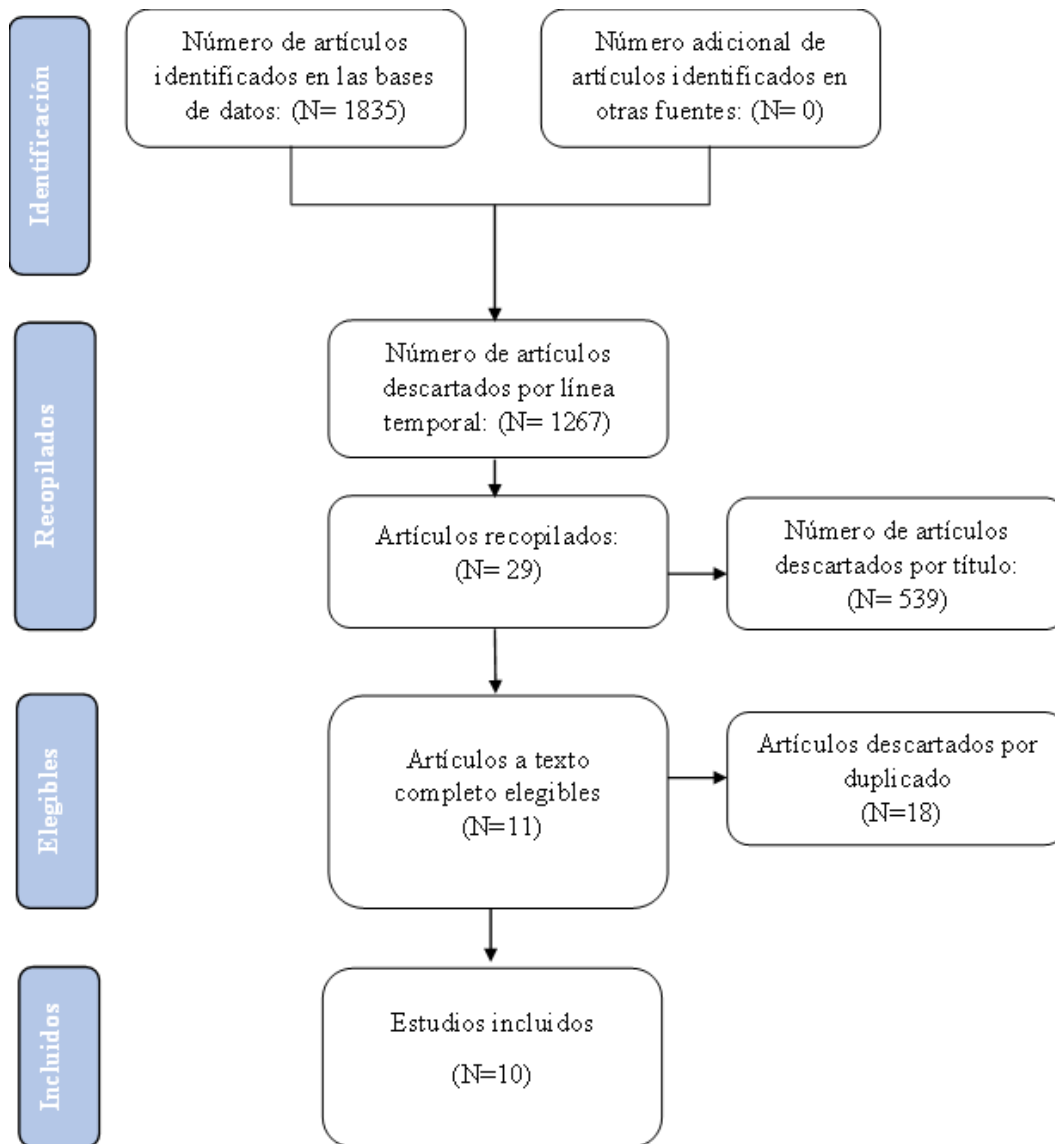 Identificación
Número de artículos
identificados en las bases
de datos: (N= 1835)
Número adicional de
artículos identificados en
otras fuentes: (N= 0)
Recopilados
Número de artículos
descartados por línea
temporal: (N= 1267)
Artículos recopilados:
(N= 29)
Número de artículos
descartados por título:
(N= 539)
Elegibles
Artículos a texto
completo elegibles
(N=11)
Artículos descartados por
duplicado
(N=18)
Incluidos
Estudios incluidos
(N=10)